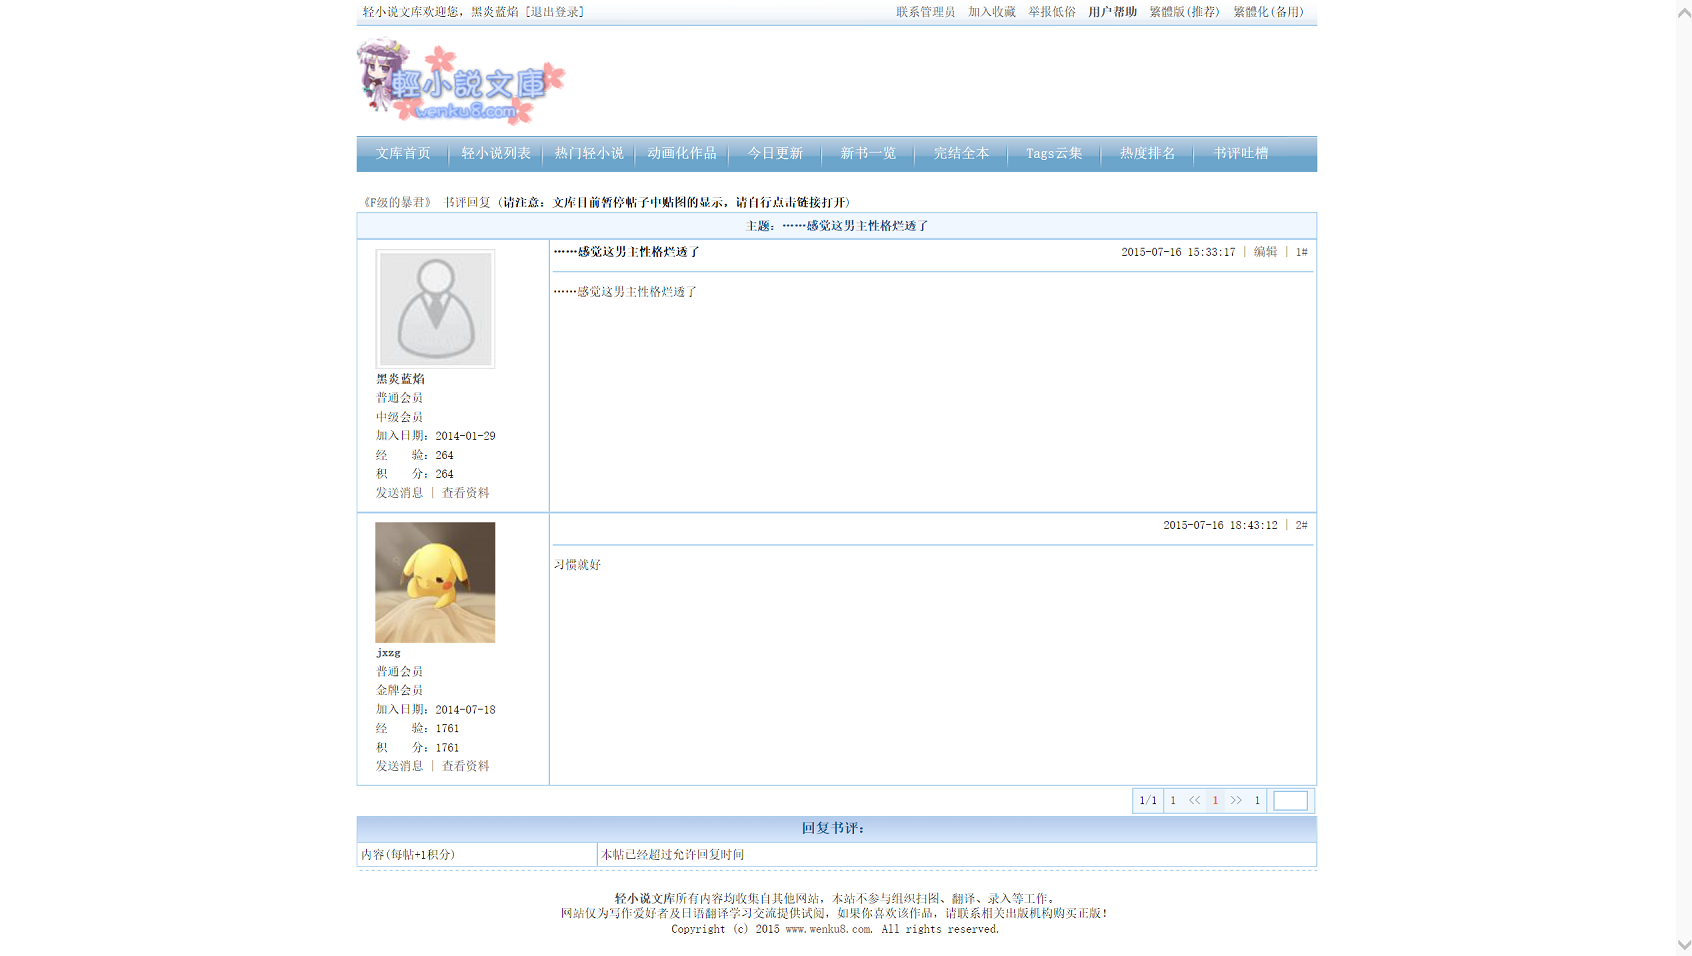 轻小说文库欢迎您，黑炎蓝焰 [退出登录]
联系管理员 加入收藏 举报低俗 用户帮助 繁體版(推荐) 繁體化(备用)
輕小説文庫
wenku8.com
文库首页 轻小说列表 热门轻小说 动画化作品 今日更新 新书一览 完结全本 Tags云集 热度排名 书评吐槽
《F级的暴君》 书评回复 (请注意：文库目前暂停帖子中贴图的显示，请自行点击链接打开)
主题：……感觉这男主性格烂透了
……感觉这男主性格烂透了
2015-07-16 15:33:17 | 编辑 | 1#
……感觉这男主性格烂透了
黑炎蓝焰
普通会员
中级会员
加入日期：2014-01-29
经　　验：264
积　　分：264
发送消息 | 查看资料
2015-07-16 18:43:12 | 2#
习惯就好
jxzg
普通会员
金牌会员
加入日期：2014-07-18
经　　验：1761
积　　分：1761
发送消息 | 查看资料
1/1 1 << 1 >> 1
回复书评：
内容(每帖+1积分) 本帖已经超过允许回复时间
轻小说文库所有内容均收集自其他网站，本站不参与组织扫图、翻译、录入等工作。
网站仅为写作爱好者及日语翻译学习交流提供试阅，如果你喜欢该作品，请联系相关出版机构购买正版！
Copyright (c) 2015 www.wenku8.com. All rights reserved.